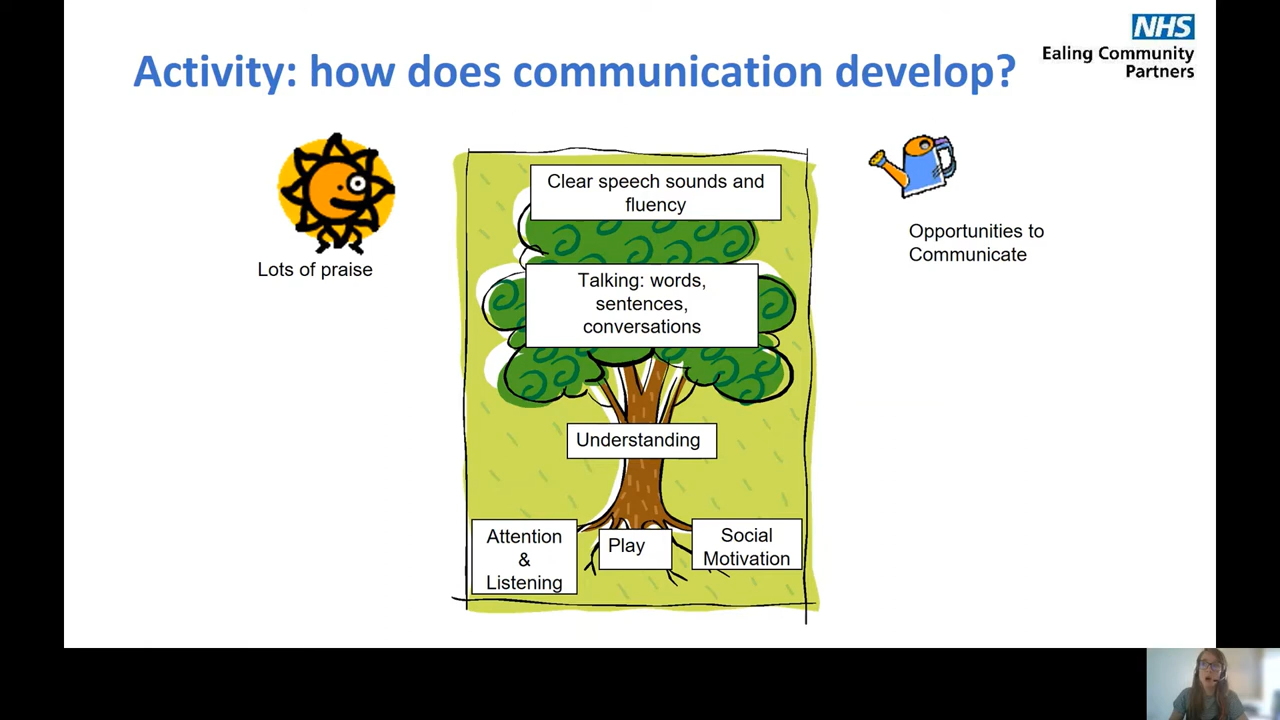 NHS
Ealing Community
Partners
Activity: how does communication develop?
Lots of praise
Opportunities to
Communicate
Clear speech sounds and
fluency
Talking: words,
sentences,
conversations
Understanding
Attention
&
Listening
Play
Social
Motivation